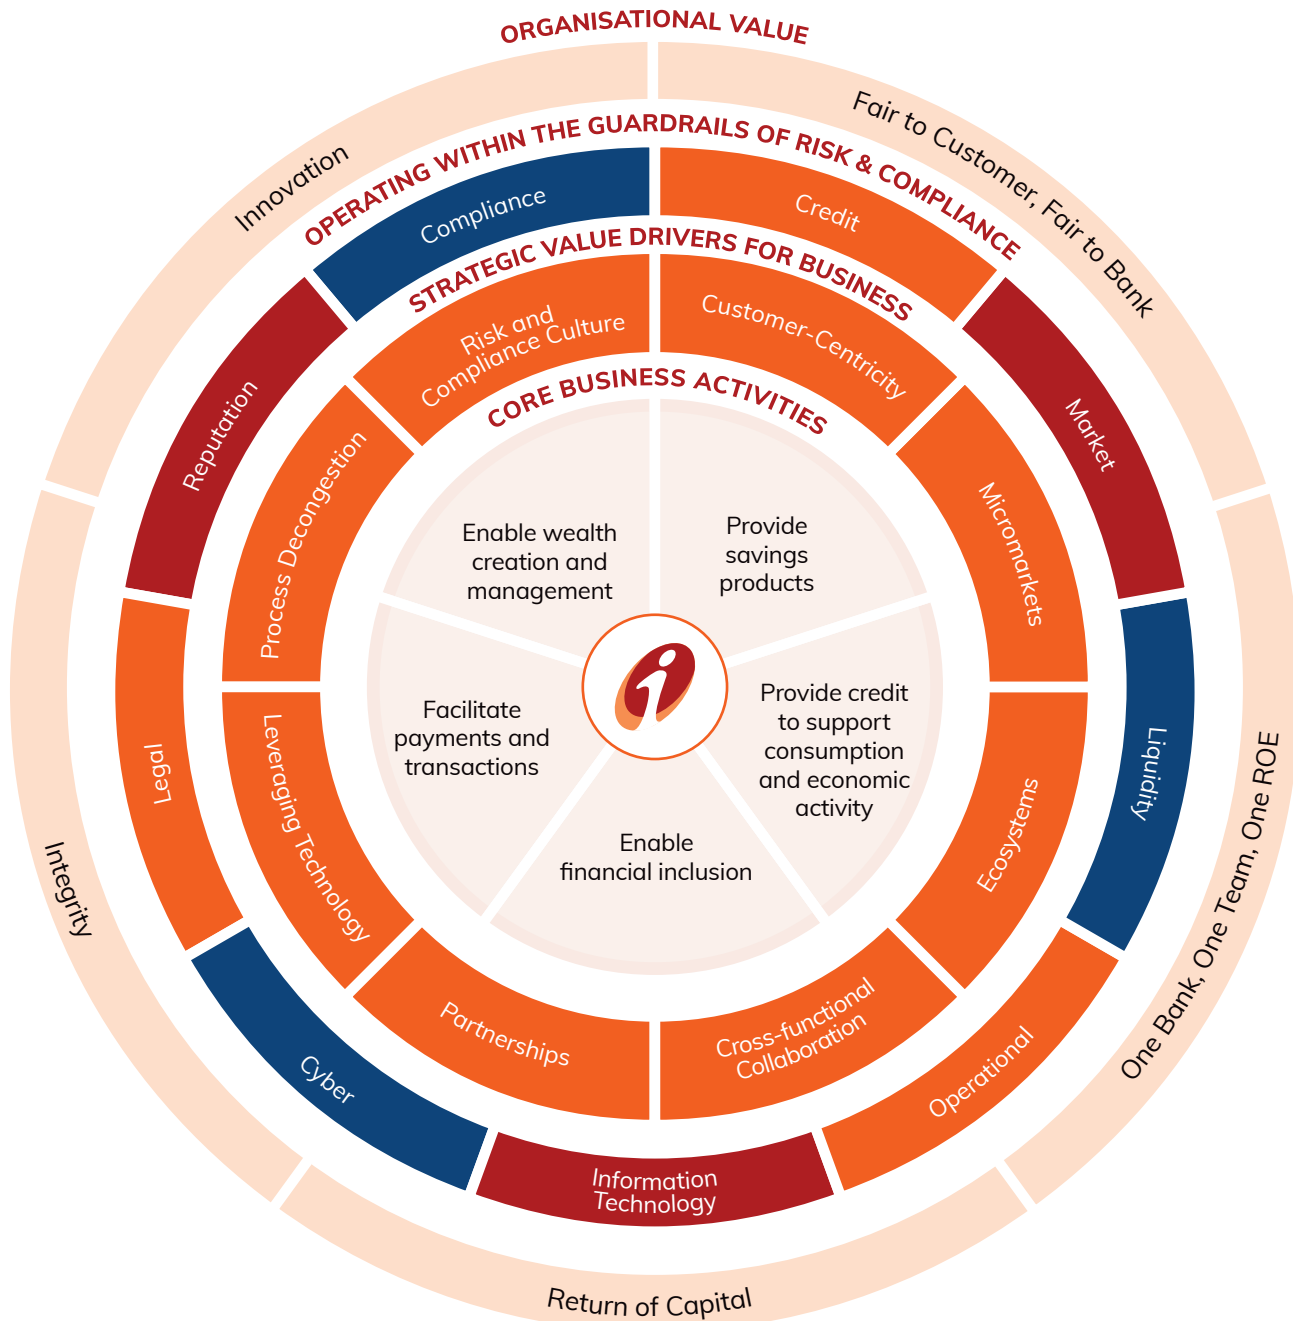 ORGANISATIONAL VALUE
Fair to Customer, Fair to Bank
One Bank, One Team, One ROE
Return of Capital
Integrity
Innovation
OPERATING WITHIN THE GUARDRAILS OF RISK & COMPLIANCE
Credit
Market
Liquidity
Operational
Information
Technology
Cyber
Legal
Reputation
Compliance
STRATEGIC VALUE DRIVERS FOR BUSINESS
Customer-Centricity
Micromarkets
Ecosystems
Cross-functional
Collaboration
Partnerships
Leveraging Technology
Process Decongestion
Risk and
Compliance Culture
CORE BUSINESS ACTIVITIES
Provide
savings
products
Provide credit
to support
consumption
and economic
activity
Enable
financial inclusion
Facilitate
payments and
transactions
Enable wealth
creation and
management